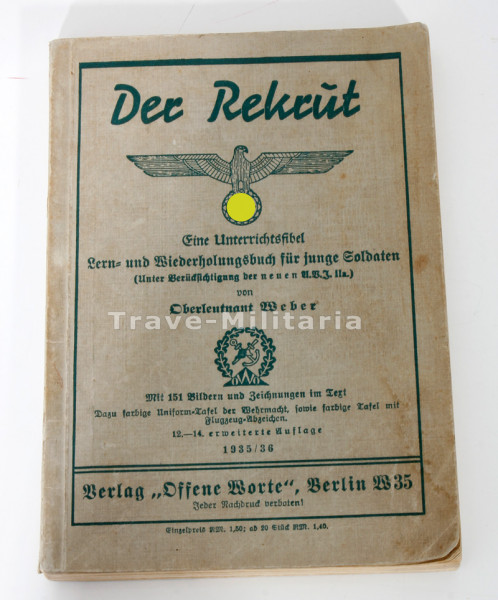 Der Rekrut
Eine Unterrichtsfibel
Lern- und Wiederholungsbuch für junge Soldaten
(Unter Berücksichtigung der neuen A.V.I. IIa.)
von
Oberleutnant Weber
Trave-Militaria
Mit 151 Bildern und Zeichnungen im Text
Dazu farbige Uniform-Tafel der Wehrmacht, sowie farbige Tafel mit
Flugzeug-Abzeichen.
12.—14. erweiterte Auflage
1935/36
Verlag „Offene Worte“, Berlin W35
Jeder Nachdruck verboten!
Einzelpreis RM. 1,50; ab 20 Stück RM. 1,40.